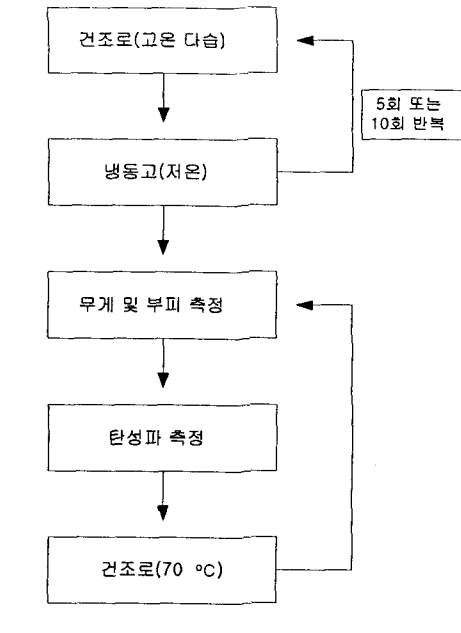 건조로(고온 다습)
5회 또는
10회 반복
냉동고(저온)
무게 및 부피 측정
탄성파 측정
건조로(70 °C)